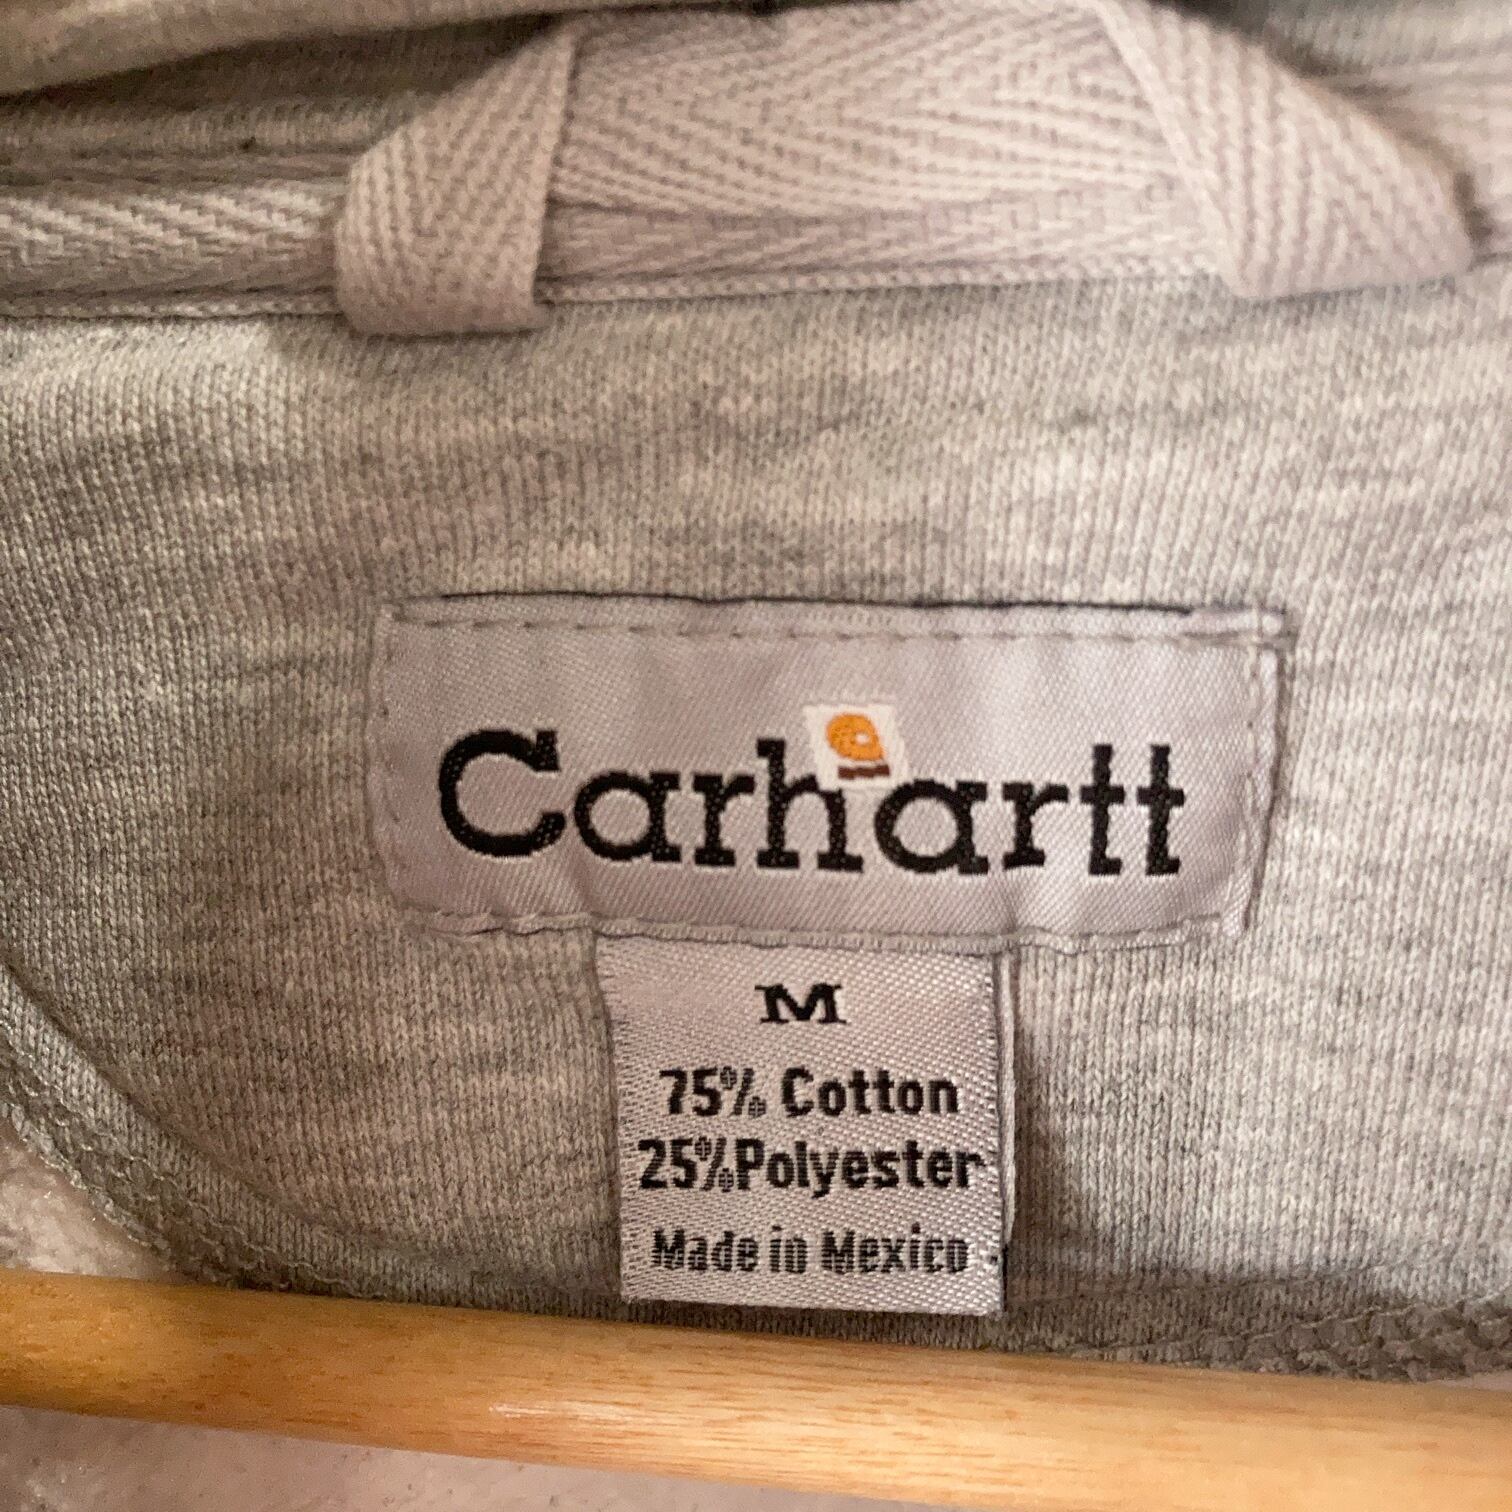 Carhartt
M
75% Cotton
25% Polyester
Made in Mexico